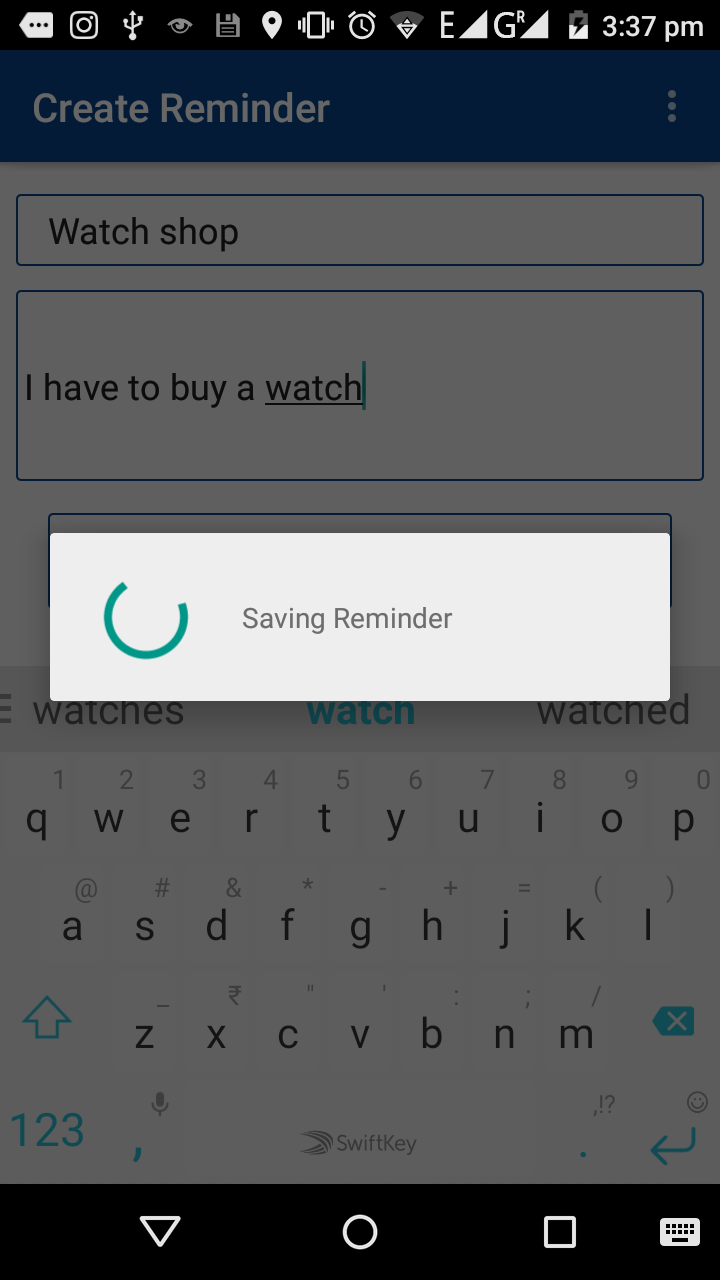 E GR 3:37 pm
Create Reminder
Watch shop
I have to buy a watch
Saving Reminder
watches watch watched
1 2 3 4 5 6 7 8 9 0
q w e r t y u i o p
@ # & * - + = ( )
a s d f g h j k l
_ ₹ " ' : ; /
z x c v b n m
,!?
123 , SwiftKey .